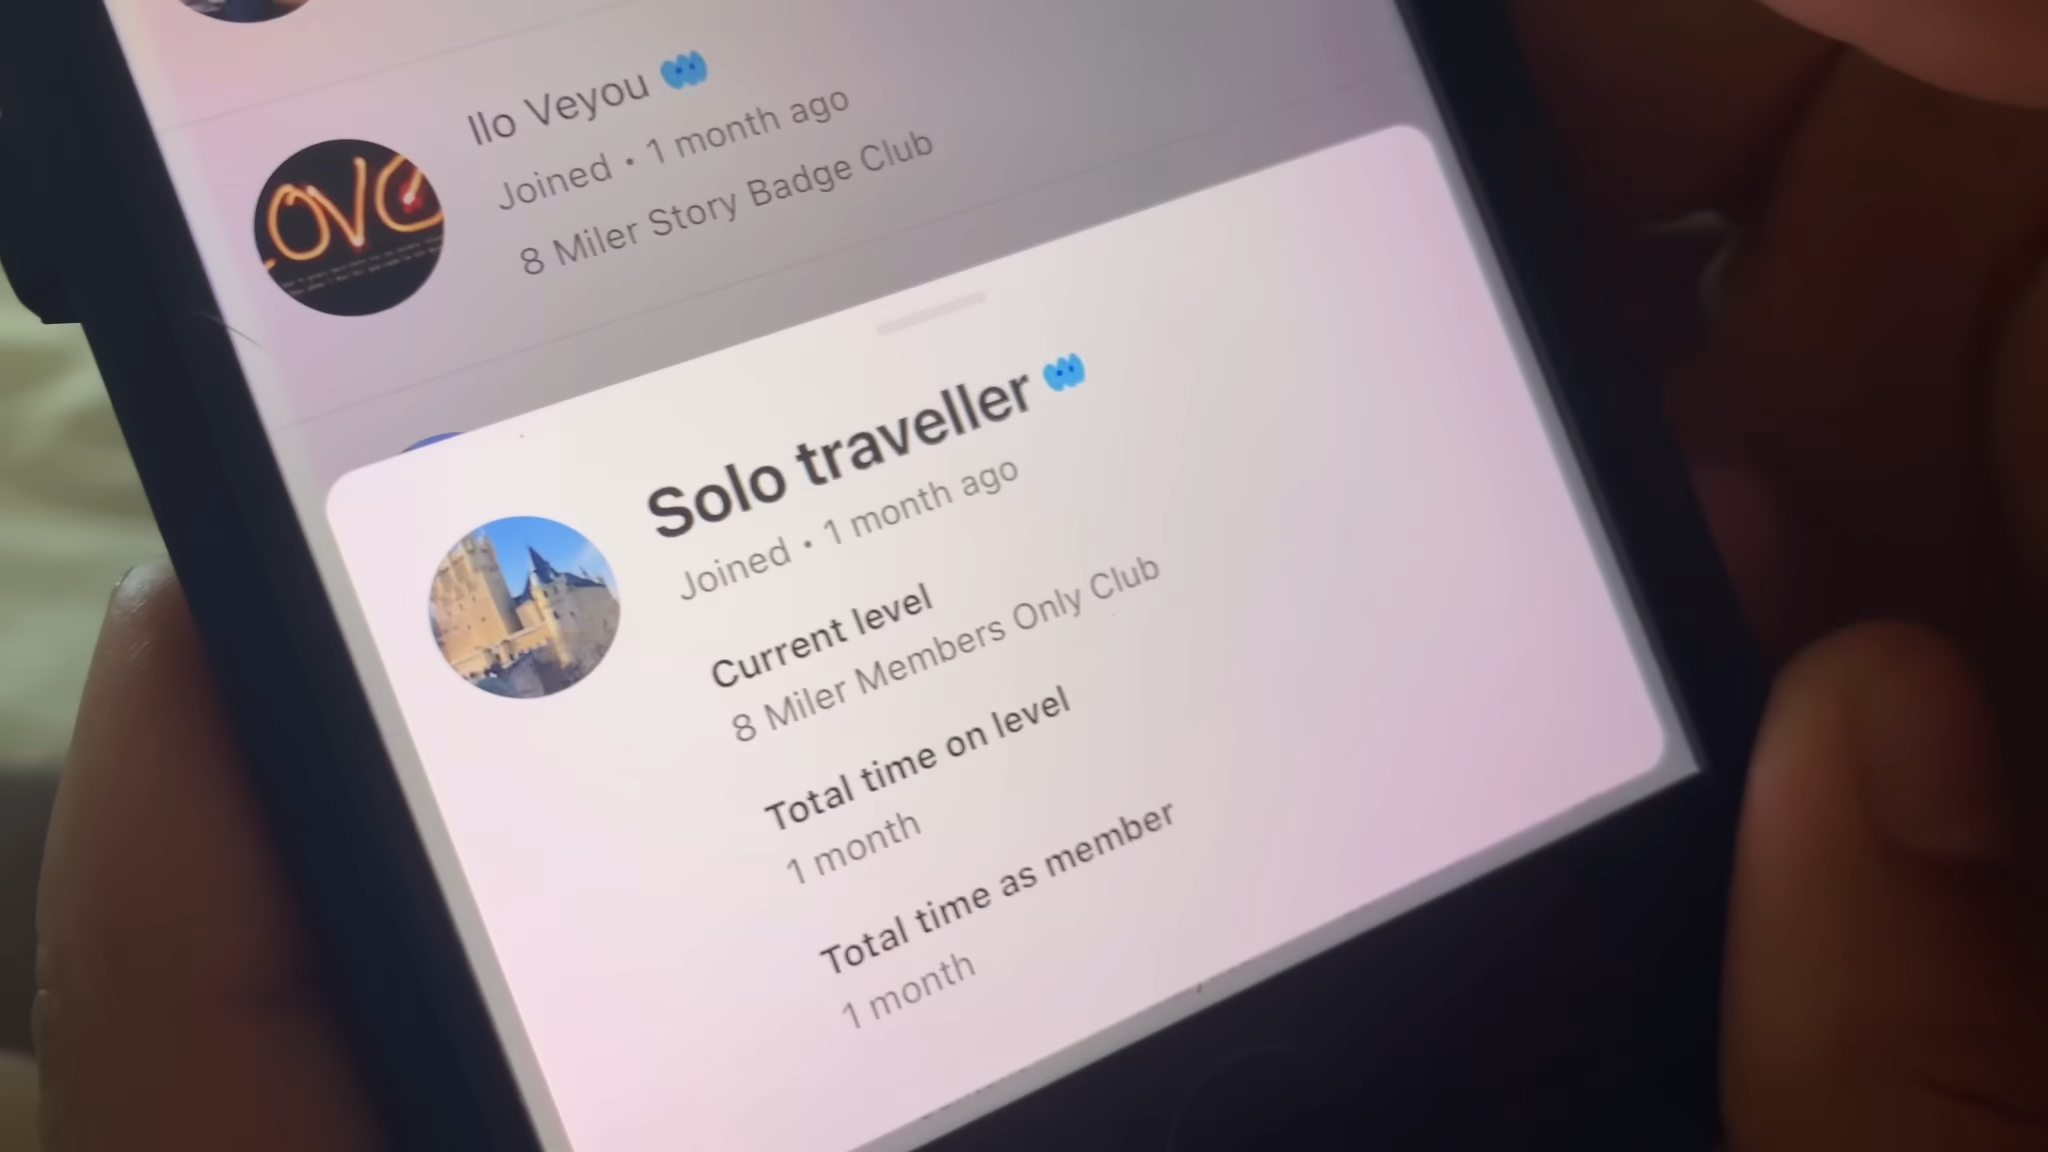 Ilo Veyou
Joined • 1 month ago
8 Miler Story Badge Club
Solo traveller
Joined • 1 month ago
Current level
8 Miler Members Only Club
Total time on level
1 month
Total time as member
1 month